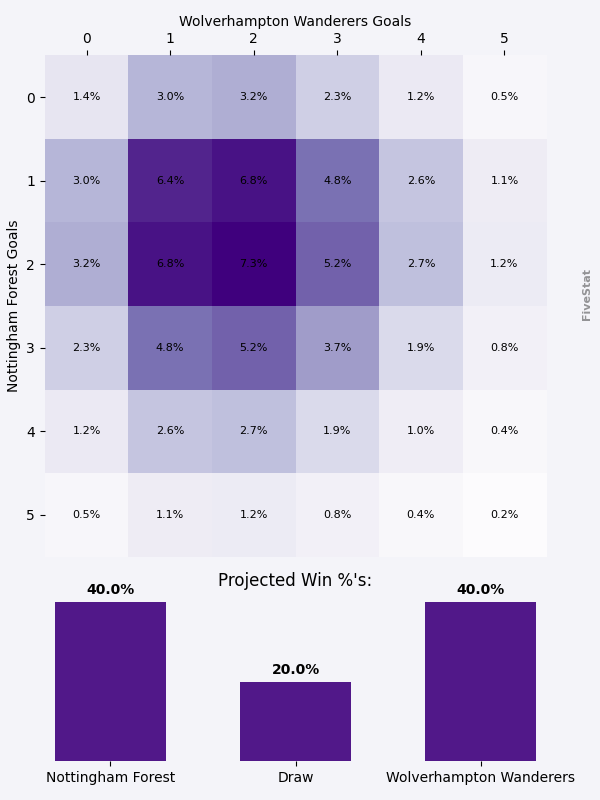 Wolverhampton Wanderers Goals
0 1 2 3 4 5
0 1.4% 3.0% 3.2% 2.3% 1.2% 0.5%
1 3.0% 6.4% 6.8% 4.8% 2.6% 1.1%
2 3.2% 6.8% 7.3% 5.2% 2.7% 1.2%
3 2.3% 4.8% 5.2% 3.7% 1.9% 0.8%
4 1.2% 2.6% 2.7% 1.9% 1.0% 0.4%
5 0.5% 1.1% 1.2% 0.8% 0.4% 0.2%
Nottingham Forest Goals
FiveStat
Projected Win %'s:
40.0% 20.0% 40.0%
Nottingham Forest Draw Wolverhampton Wanderers